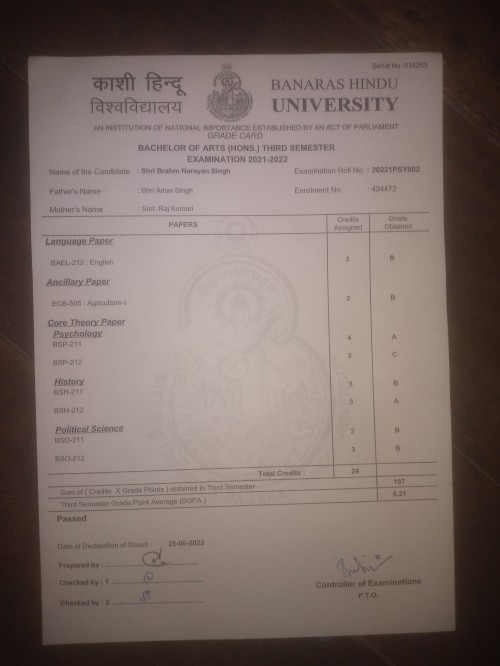 Serial No :515253
काशी हिन्दू
विश्वविद्यालय
BANARAS HINDU
UNIVERSITY
AN INSTITUTION OF NATIONAL IMPORTANCE ESTABLISHED BY AN ACT OF PARLIAMENT
GRADE CARD
BACHELOR OF ARTS (HONS.) THIRD SEMESTER
EXAMINATION 2021-2022
Name of the Candidate : Shri Brahm Narayan Singh Examination Roll No. : 20221PSY002
Father's Name : Shri Amar Singh Enrolment No. : 424472
Mother's Name : Smt. Raj Kumari
PAPERS Credits Assigned Grade Obtained
Language Paper
BAEL-212 : English 3 B
Ancillary Paper
ECB-505 : Agriculture-I 3 B
Core Theory Paper
Psychology
BSP-211 4 A
BSP-212 2 C
History
BSH-211 3 B
BSH-212 3 A
Political Science
BSO-211 3 B
BSO-212 3 B
Total Credits : 24
Sum of ( Credits X Grade Points ) obtained in Third Semester 197
Third Semester Grade Point Average (SGPA ) 8.21
Passed
Date of Declaration of Result : 25-06-2022
Prepared by :
Checked by : 1
Checked by : 2
Controller of Examinations
P.T.O.